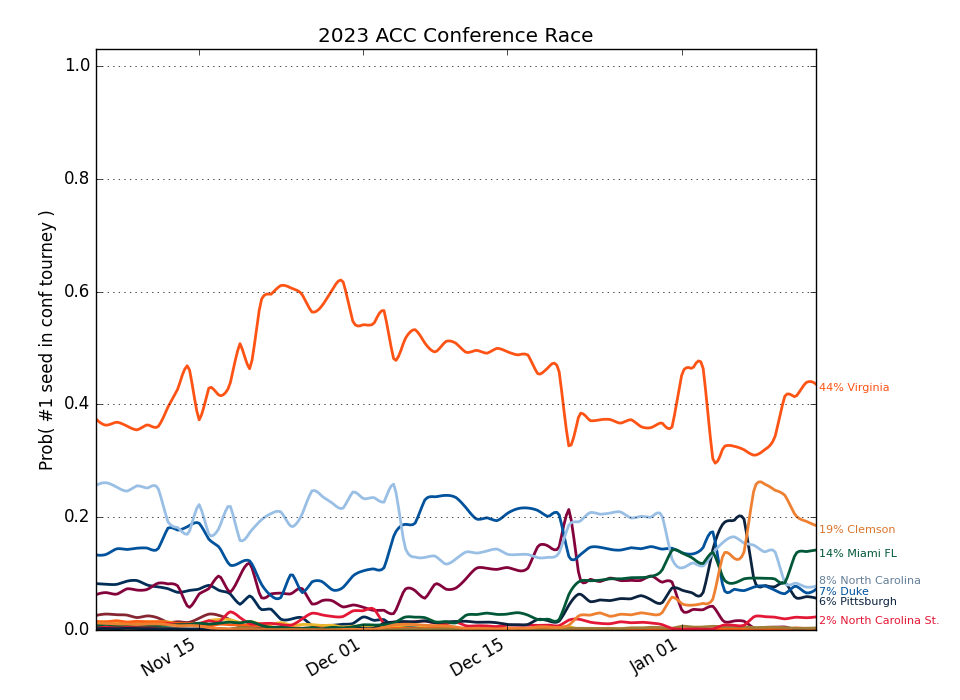 2023 ACC Conference Race
Prob( #1 seed in conf tourney )
1.0
0.8
0.6
0.4
0.2
0.0
Nov 15
Dec 01
Dec 15
Jan 01
44% Virginia
19% Clemson
14% Miami FL
8% North Carolina
7% Duke
6% Pittsburgh
2% North Carolina St.